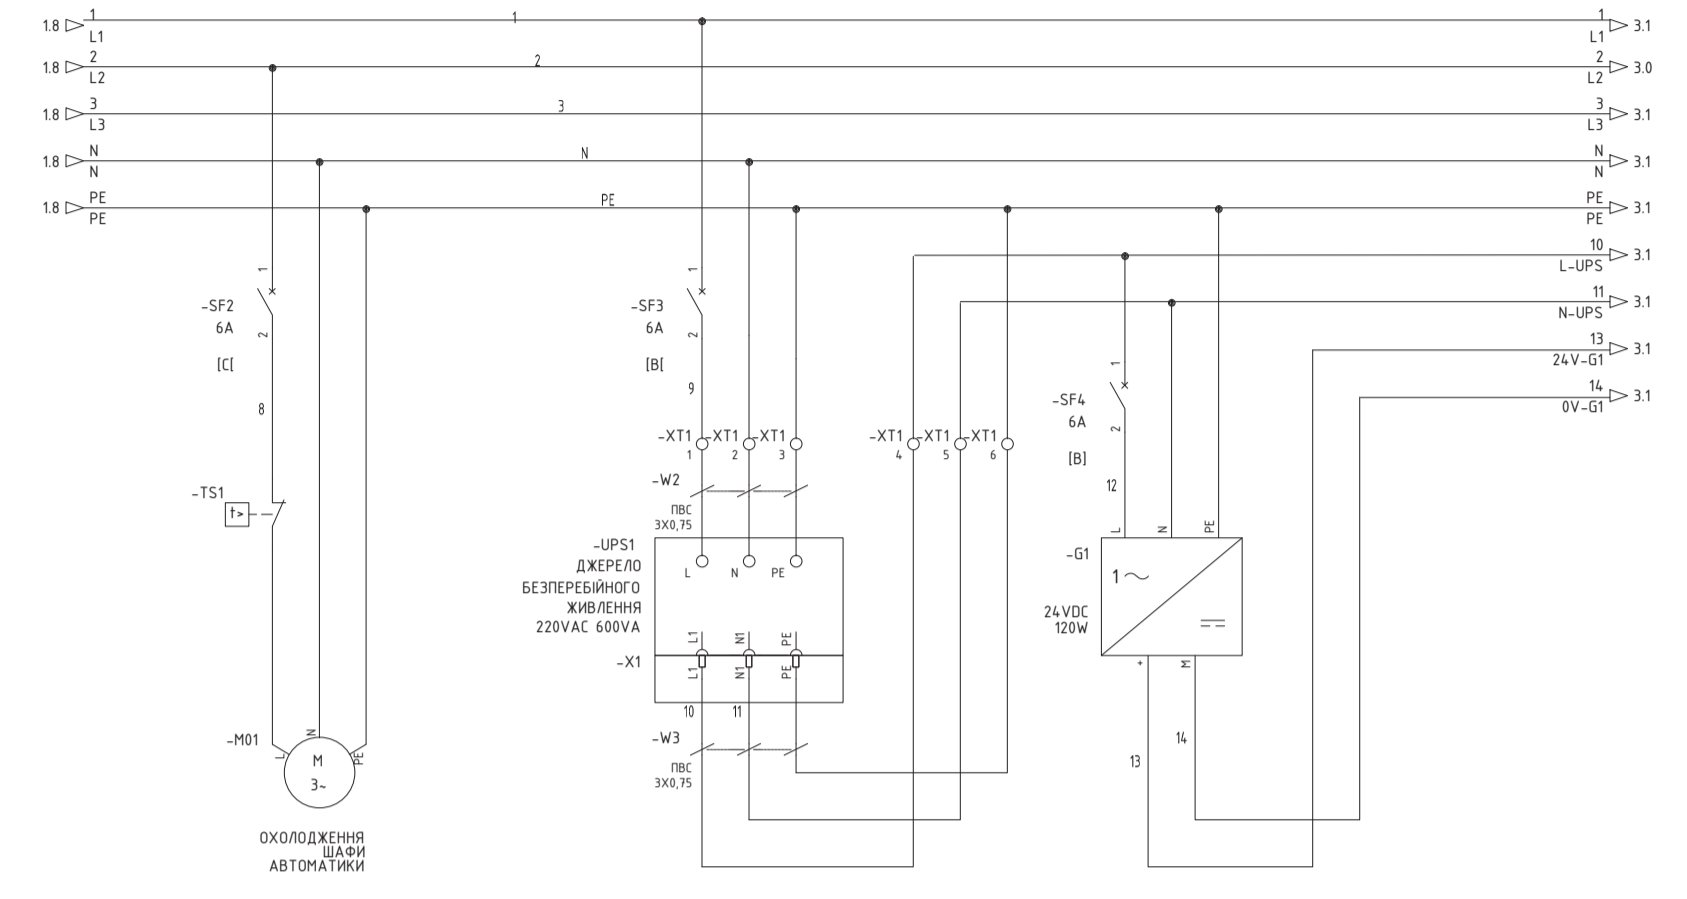 1.8 1 1 1 3.1
L1 L1
1.8 2 2 2 3.0
L2 L2
1.8 3 3 3 3.1
L3 L3
1.8 N N N 3.1
N N
1.8 PE PE PE 3.1
PE PE
10 3.1
L-UPS
11 3.1
N-UPS
13 3.1
24V-G1
14 3.1
0V-G1
1
-SF2
6A
2
[C[
8
-TS1
t>
-M01
L
N
PE
M
3~
ОХОЛОДЖЕННЯ
ШАФИ
АВТОМАТИКИ
1
-SF3
6A
2
[B[
9
-XT1 -XT1 -XT1
1 2 3
-W2
ПВС
3X0,75
-UPS1
ДЖЕРЕЛО
БЕЗПЕРЕБІЙНОГО
ЖИВЛЕННЯ
220VAC 600VA
L N PE
L1 N1 PE
-X1
L1 N1 PE
10 11
-W3
ПВС
3X0,75
-XT1 -XT1 -XT1
4 5 6
1
-SF4
6A
2
[B]
12
L N PE
-G1
1~
24VDC
120W
+ M
13
14